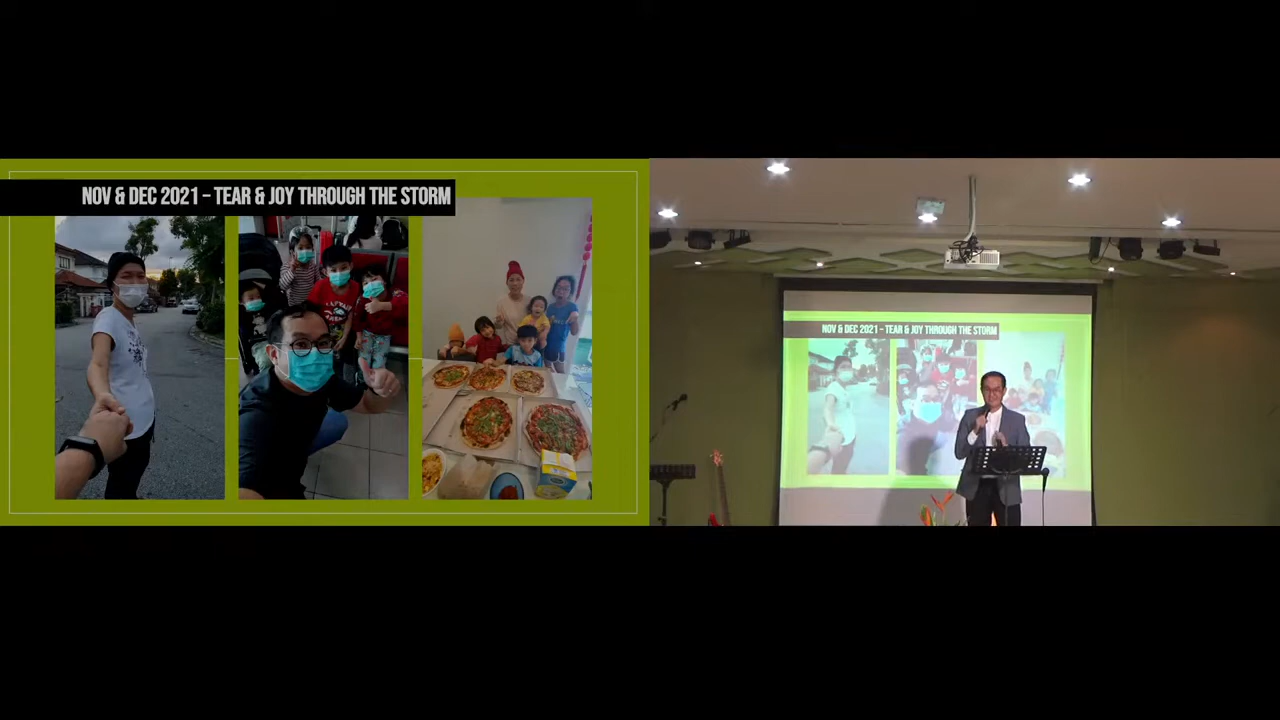 NOV & DEC 2021 – TEAR & JOY THROUGH THE STORM
NOV & DEC 2021 – TEAR & JOY THROUGH THE STORM